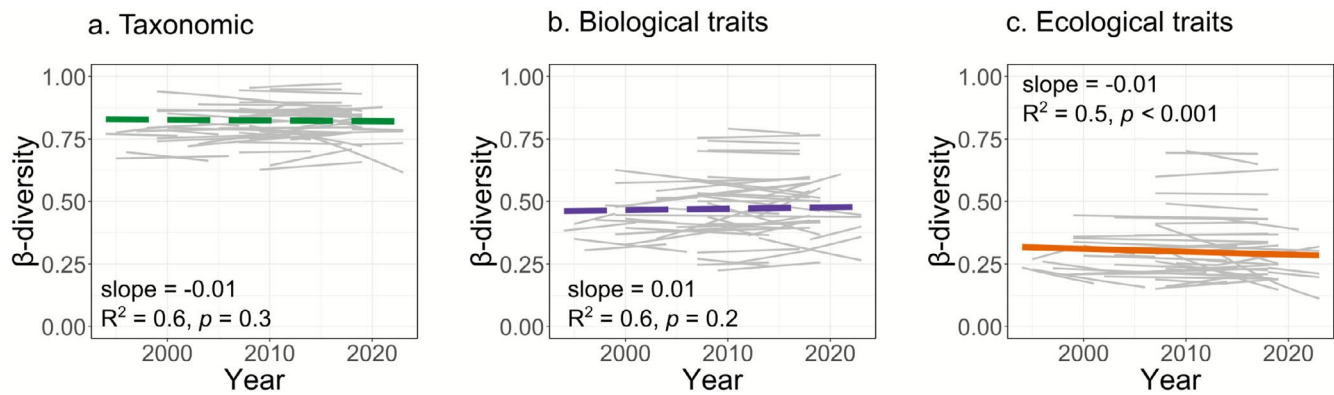 a. Taxonomic
β-diversity
1.00
0.75
0.50
0.25
0.00
slope = -0.01
R² = 0.6, p = 0.3
2000 2010 2020
Year
b. Biological traits
β-diversity
1.00
0.75
0.50
0.25
0.00
slope = 0.01
R² = 0.6, p = 0.2
2000 2010 2020
Year
c. Ecological traits
β-diversity
1.00
0.75
0.50
0.25
0.00
slope = -0.01
R² = 0.5, p < 0.001
2000 2010 2020
Year